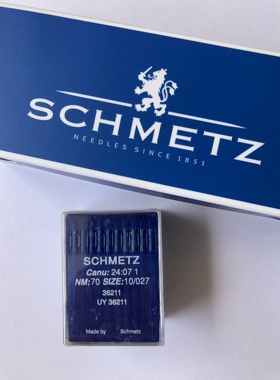 SCHMETZ
NEEDLES SINCE 1851
SCHMETZ
Canu: 24:07 1
NM;70 SIZE:10/027
36211
UY 36211
Made by Schmetz